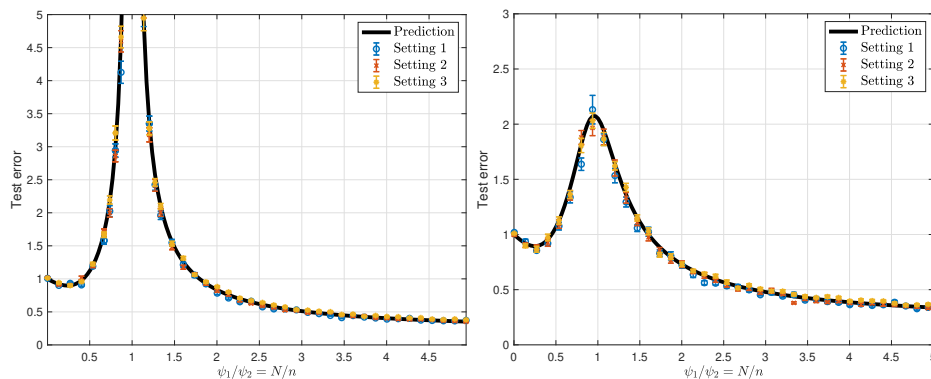 5
4.5
4
3.5
3
2.5
2
1.5
1
0.5
0
Test error
0.5 1 1.5 2 2.5 3 3.5 4 4.5
ψ₁/ψ₂ = N/n
Prediction
Setting 1
Setting 2
Setting 3
3
2.5
2
1.5
1
0.5
0
Test error
0 0.5 1 1.5 2 2.5 3 3.5 4 4.5 5
ψ₁/ψ₂ = N/n
Prediction
Setting 1
Setting 2
Setting 3